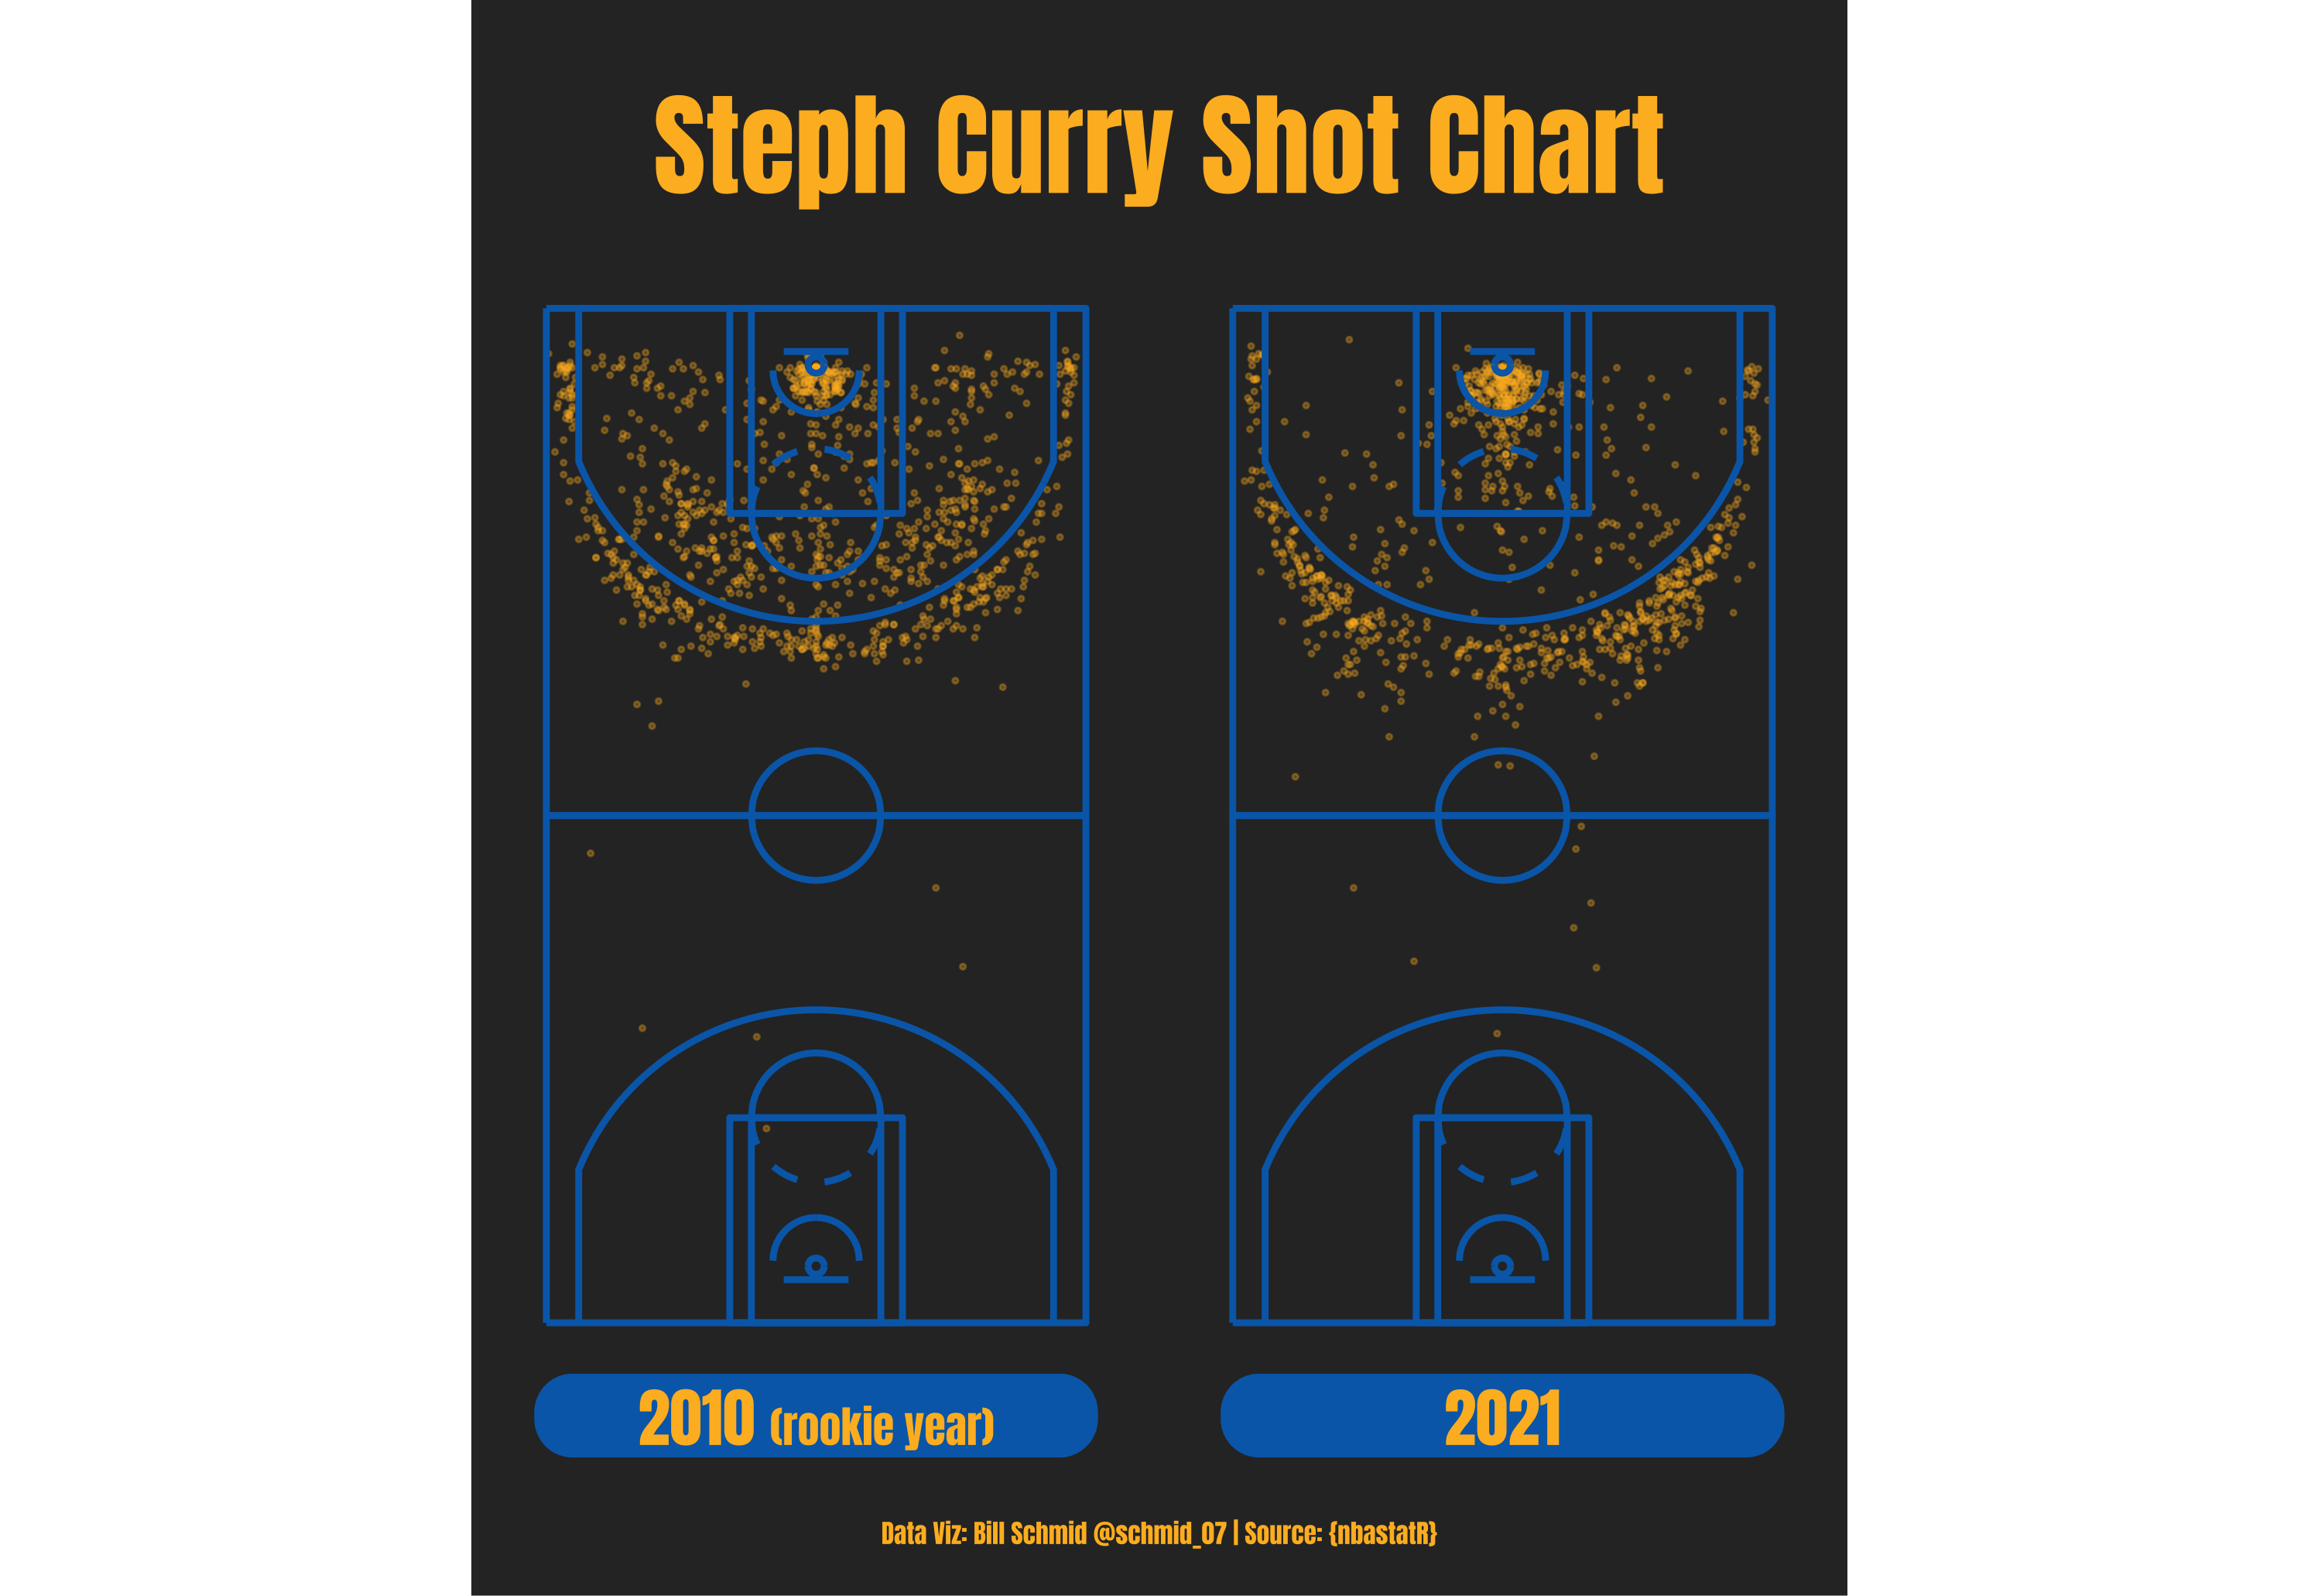 Steph Curry Shot Chart
2010 (rookie year)
2021
Data Viz: Bill Schmid @schmid_07 | Source: {nbastatR}